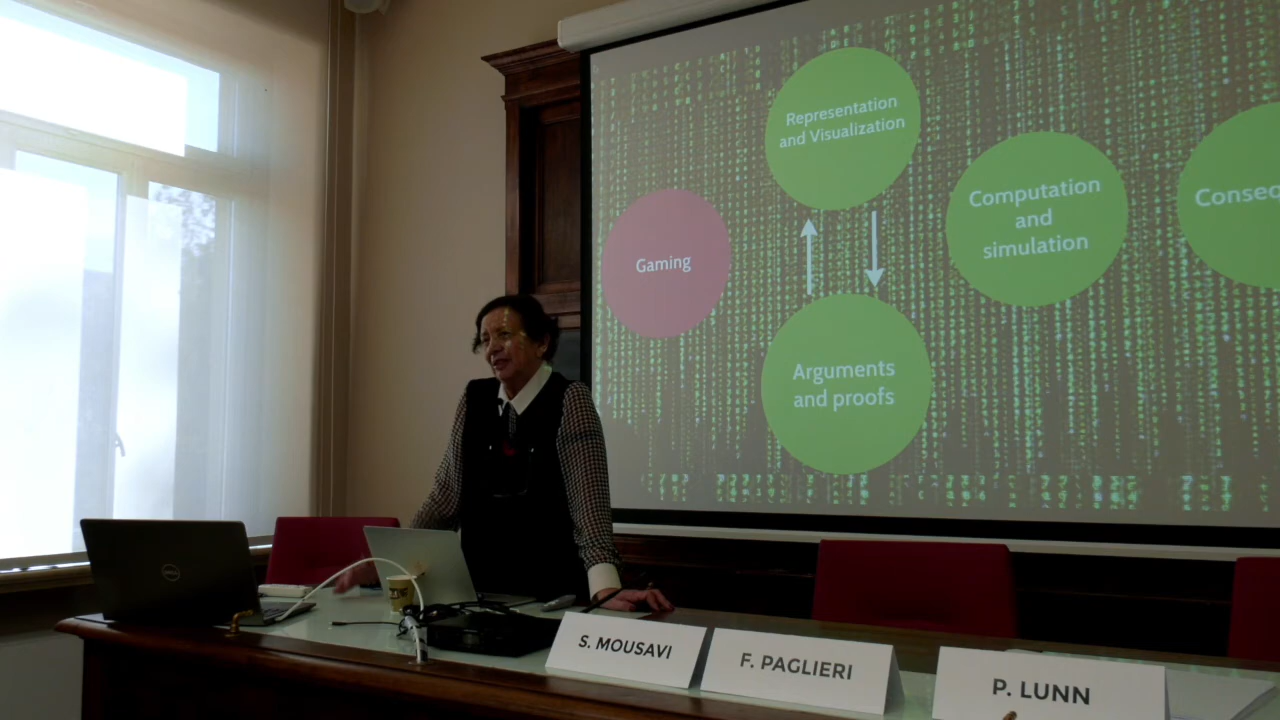 Representation
and Visualization
Computation
and
simulation
Gaming
Arguments
and proofs
DELL
S. MOUSAVI
F. PAGLIERI
P. LUNN